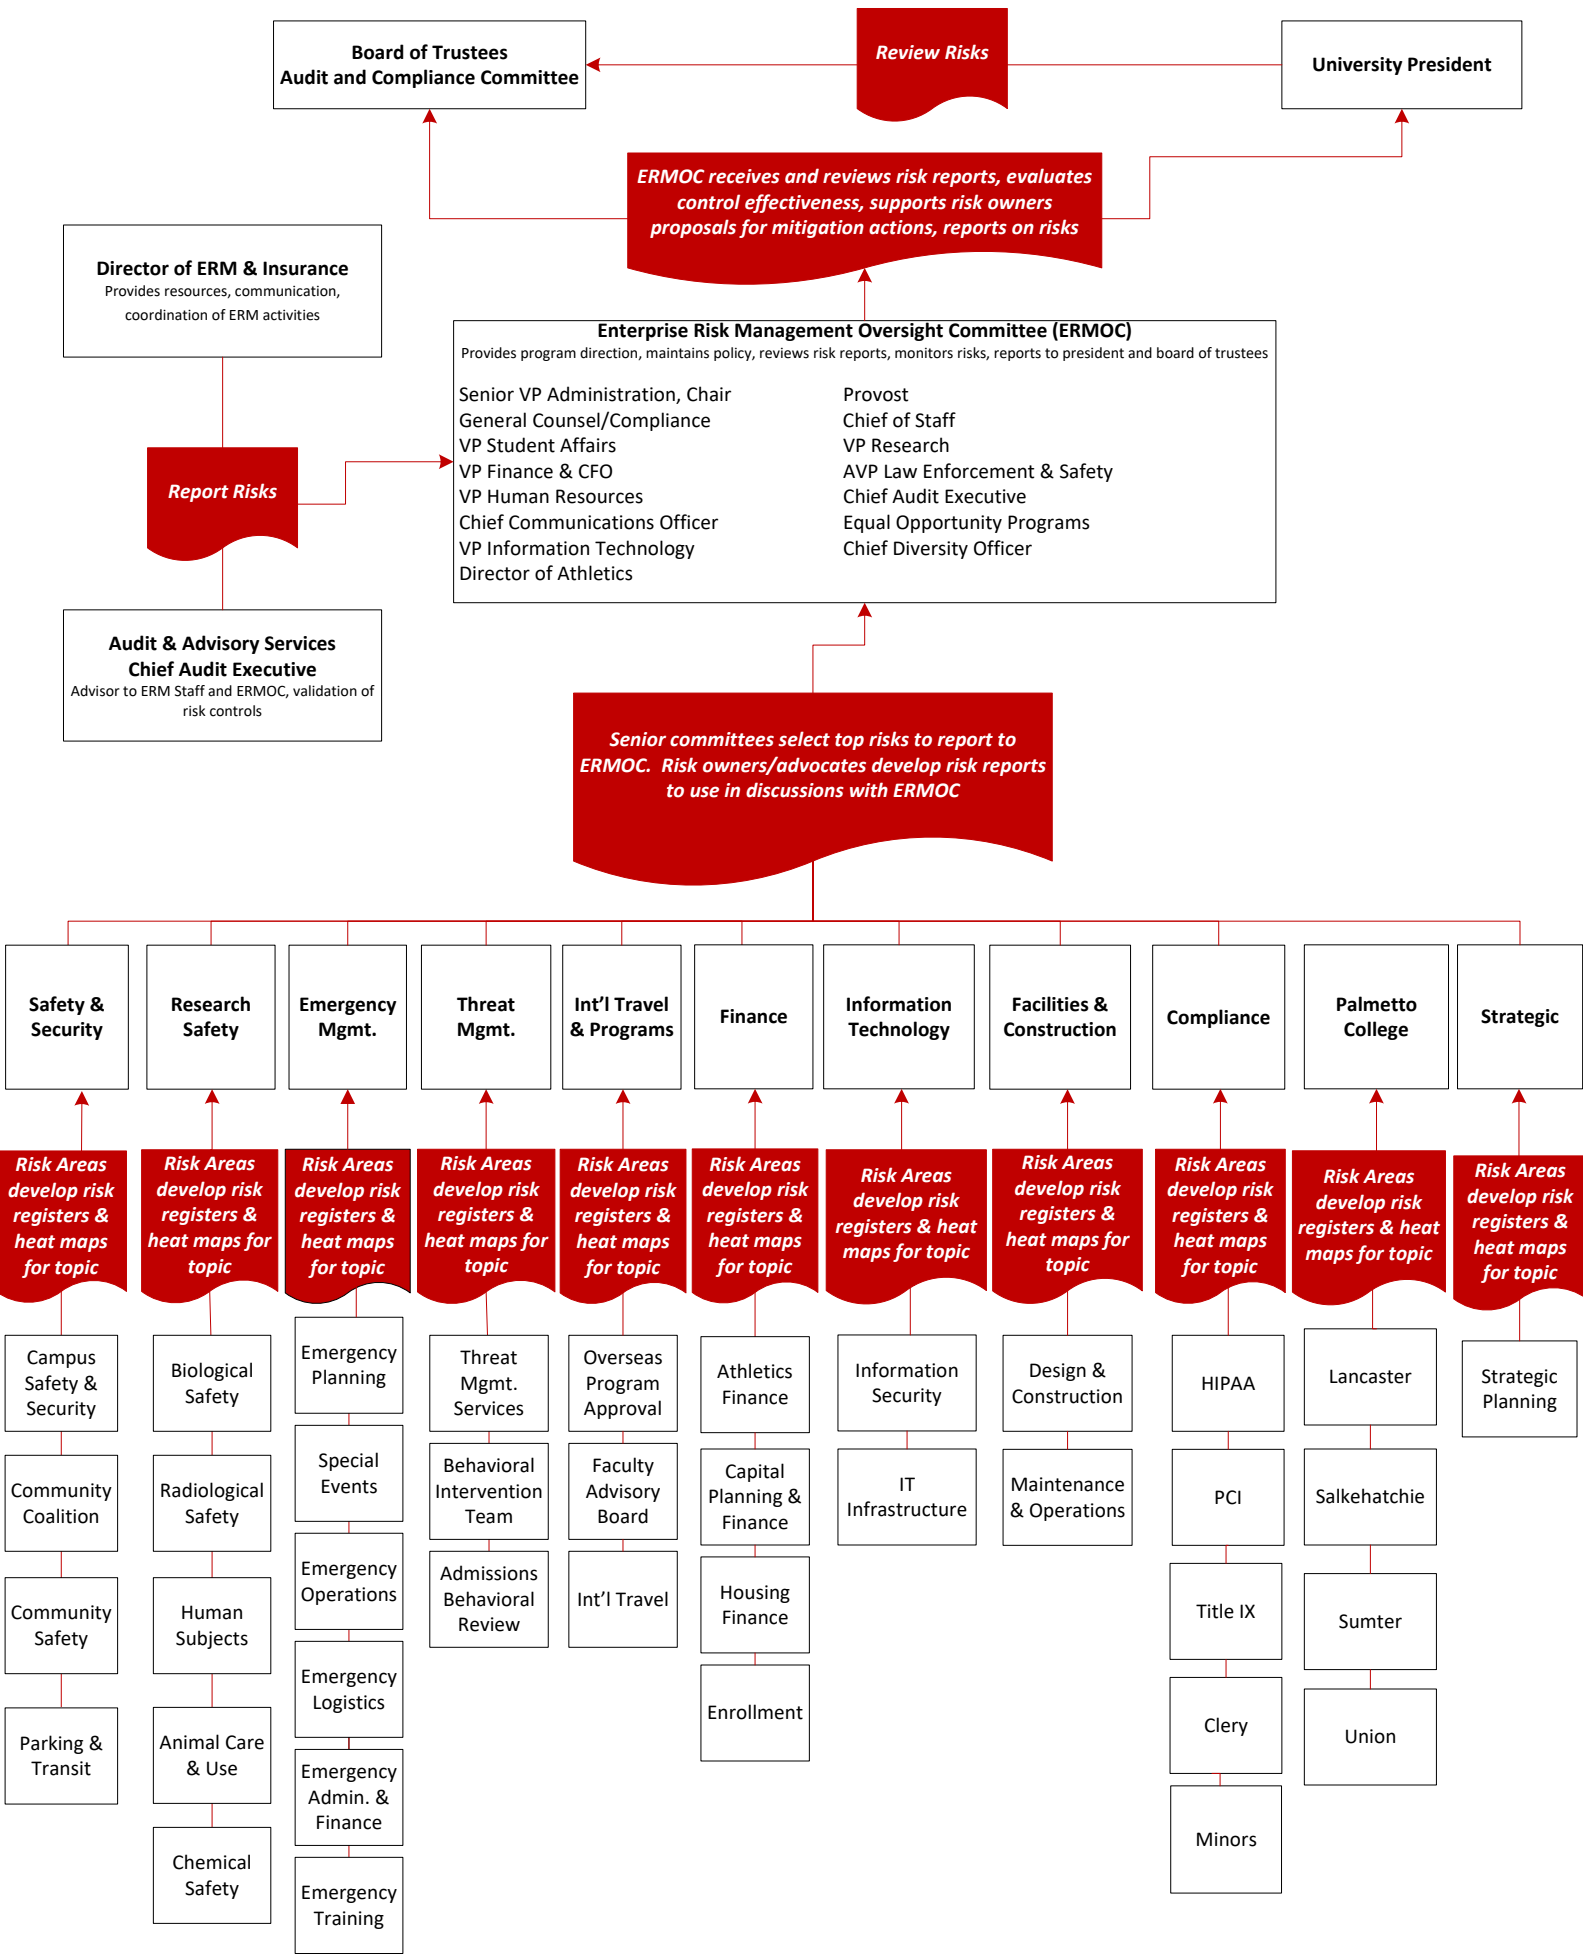 Board of Trustees
Audit and Compliance Committee
Review Risks
University President
ERMOC receives and reviews risk reports, evaluates
control effectiveness, supports risk owners
proposals for mitigation actions, reports on risks
Director of ERM & Insurance
Provides resources, communication,
coordination of ERM activities
Enterprise Risk Management Oversight Committee (ERMOC)
Provides program direction, maintains policy, reviews risk reports, monitors risks, reports to president and board of trustees
Senior VP Administration, Chair
General Counsel/Compliance
VP Student Affairs
VP Finance & CFO
VP Human Resources
Chief Communications Officer
VP Information Technology
Director of Athletics
Provost
Chief of Staff
VP Research
AVP Law Enforcement & Safety
Chief Audit Executive
Equal Opportunity Programs
Chief Diversity Officer
Report Risks
Audit & Advisory Services
Chief Audit Executive
Advisor to ERM Staff and ERMOC, validation of
risk controls
Senior committees select top risks to report to
ERMOC.  Risk owners/advocates develop risk reports
to use in discussions with ERMOC
Safety &
Security
Research
Safety
Emergency
Mgmt.
Threat
Mgmt.
Int’l Travel
& Programs
Finance
Information
Technology
Facilities &
Construction
Compliance
Palmetto
College
Strategic
Risk Areas
develop risk
registers &
heat maps
for topic
Risk Areas
develop risk
registers &
heat maps for
topic
Risk Areas
develop risk
registers &
heat maps
for topic
Risk Areas
develop risk
registers &
heat maps for
topic
Risk Areas
develop risk
registers &
heat maps
for topic
Risk Areas
develop risk
registers &
heat maps
for topic
Risk Areas
develop risk
registers & heat
maps for topic
Risk Areas
develop risk
registers &
heat maps for
topic
Risk Areas
develop risk
registers &
heat maps
for topic
Risk Areas
develop risk
registers & heat
maps for topic
Risk Areas
develop risk
registers &
heat maps
for topic
Campus
Safety &
Security
Community
Coalition
Community
Safety
Parking &
Transit
Biological
Safety
Radiological
Safety
Human
Subjects
Animal Care
& Use
Chemical
Safety
Emergency
Planning
Special
Events
Emergency
Operations
Emergency
Logistics
Emergency
Admin. &
Finance
Emergency
Training
Threat
Mgmt.
Services
Behavioral
Intervention
Team
Admissions
Behavioral
Review
Overseas
Program
Approval
Faculty
Advisory
Board
Int’l Travel
Athletics
Finance
Capital
Planning &
Finance
Housing
Finance
Enrollment
Information
Security
IT
Infrastructure
Design &
Construction
Maintenance
& Operations
HIPAA
PCI
Title IX
Clery
Minors
Lancaster
Salkehatchie
Sumter
Union
Strategic
Planning